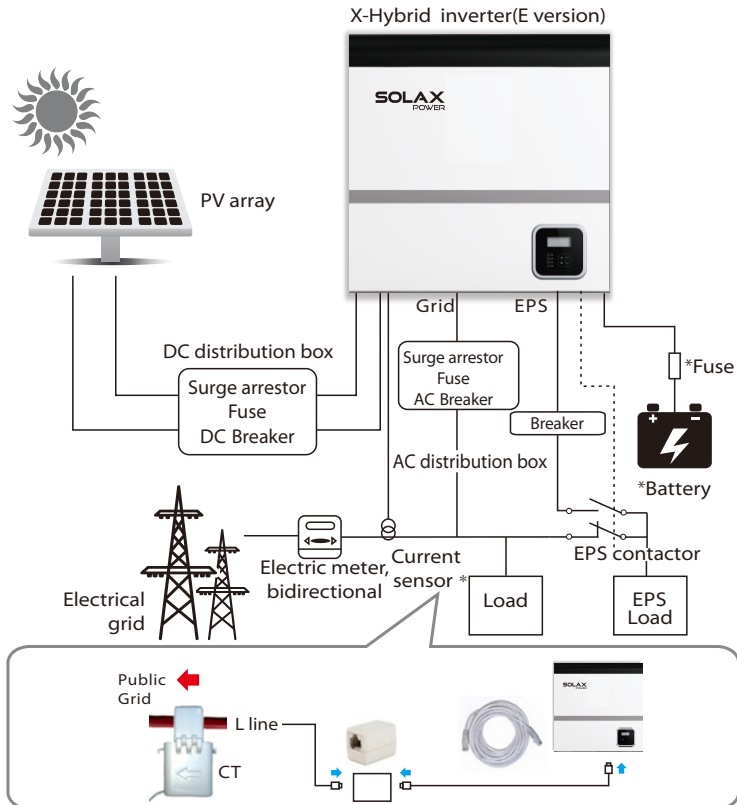 X-Hybrid inverter(E version)
SOLAX
POWER
PV array
Grid
EPS
DC distribution box
Surge arrestor
Fuse
DC Breaker
Surge arrestor
Fuse
AC Breaker
Breaker
*Fuse
+ -
*Battery
AC distribution box
Electrical
grid
Electric meter,
bidirectional
Current
sensor *
Load
EPS contactor
EPS
Load
Public
Grid
L line
CT
SOLAX
POWER